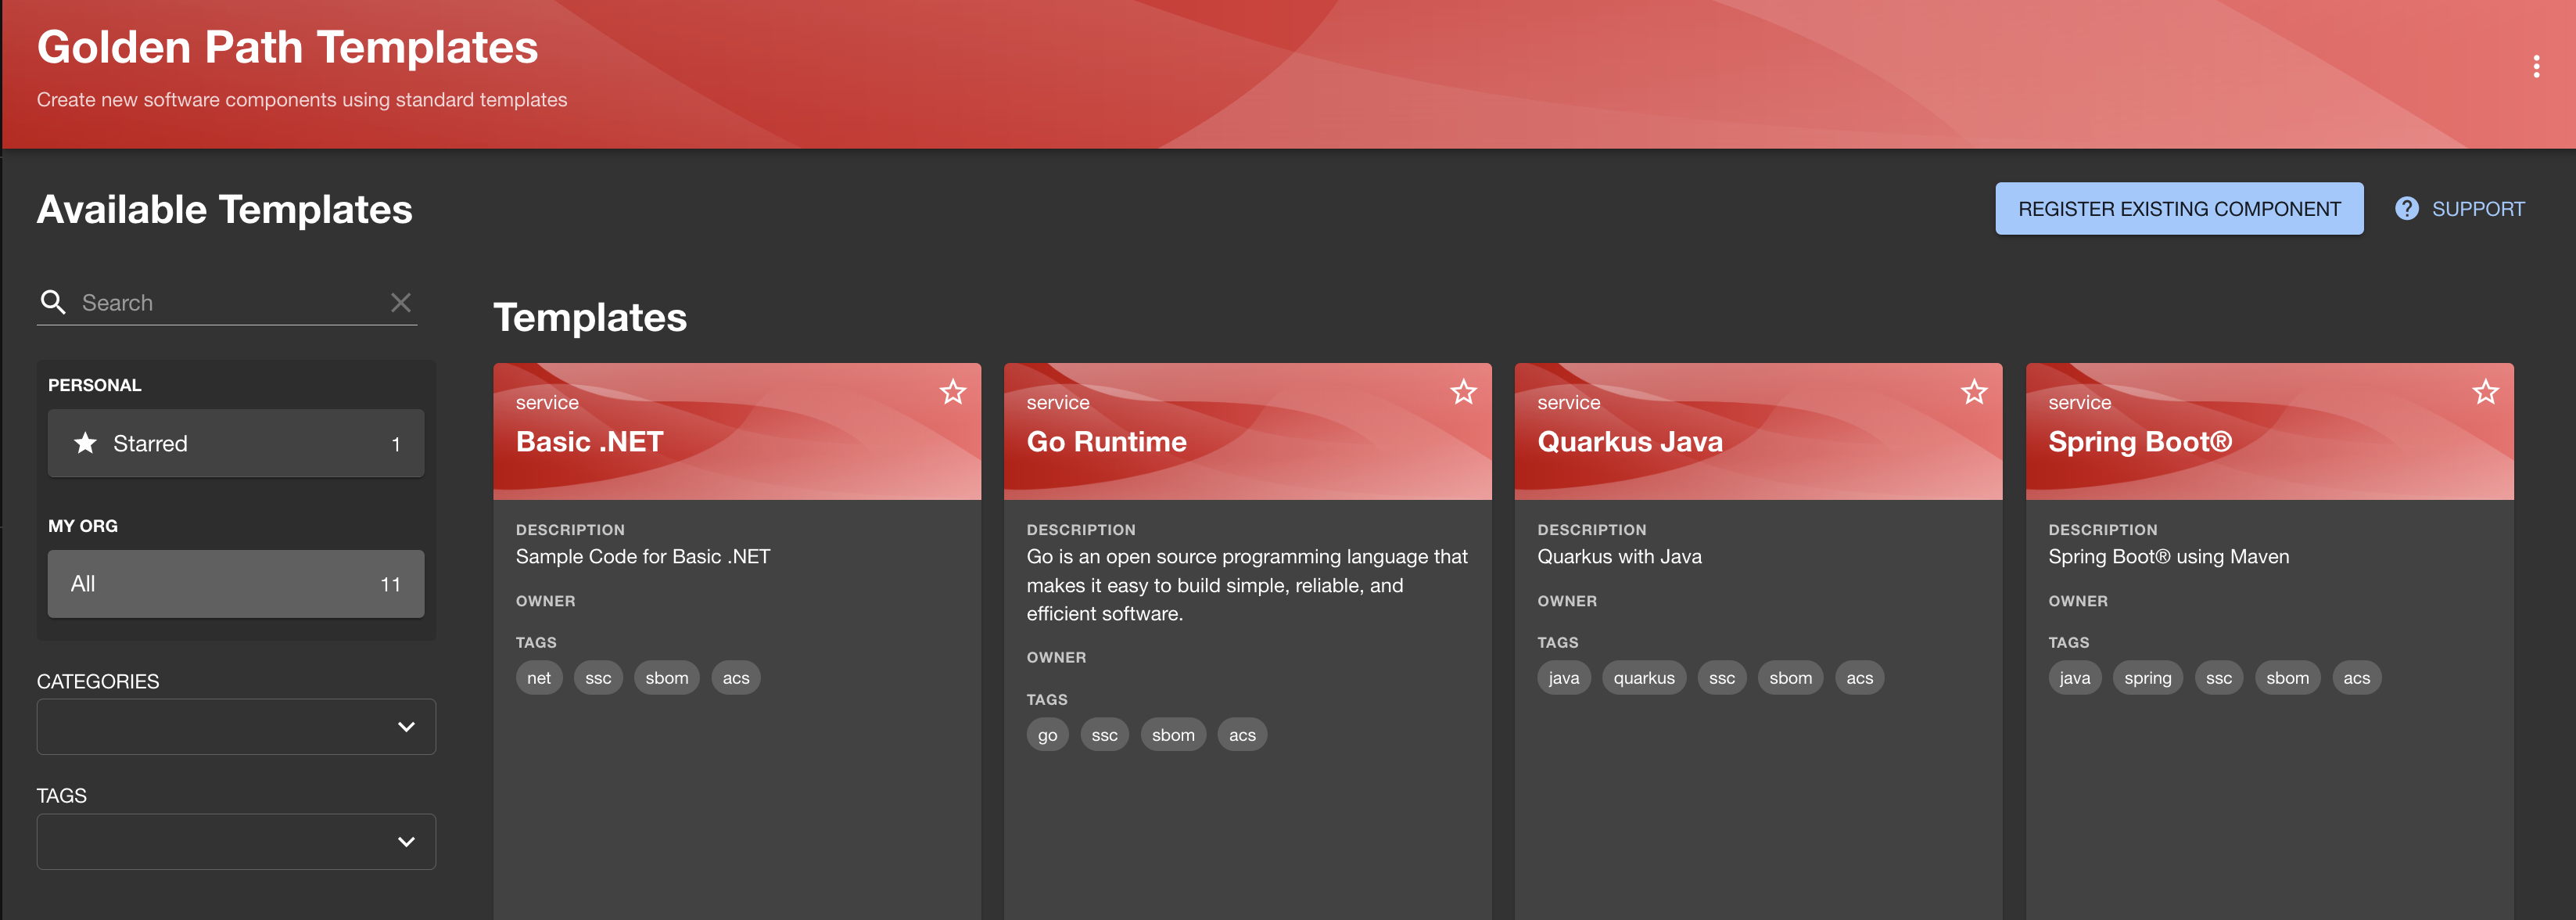 Golden Path Templates
Create new software components using standard templates
Available Templates
REGISTER EXISTING COMPONENT
SUPPORT
Search
PERSONAL
Starred 1
MY ORG
All 11
CATEGORIES
TAGS
Templates
service
Basic .NET
DESCRIPTION
Sample Code for Basic .NET
OWNER
TAGS
net ssc sbom acs
service
Go Runtime
DESCRIPTION
Go is an open source programming language that
makes it easy to build simple, reliable, and
efficient software.
OWNER
TAGS
go ssc sbom acs
service
Quarkus Java
DESCRIPTION
Quarkus with Java
OWNER
TAGS
java quarkus ssc sbom acs
service
Spring Boot®
DESCRIPTION
Spring Boot® using Maven
OWNER
TAGS
java spring ssc sbom acs